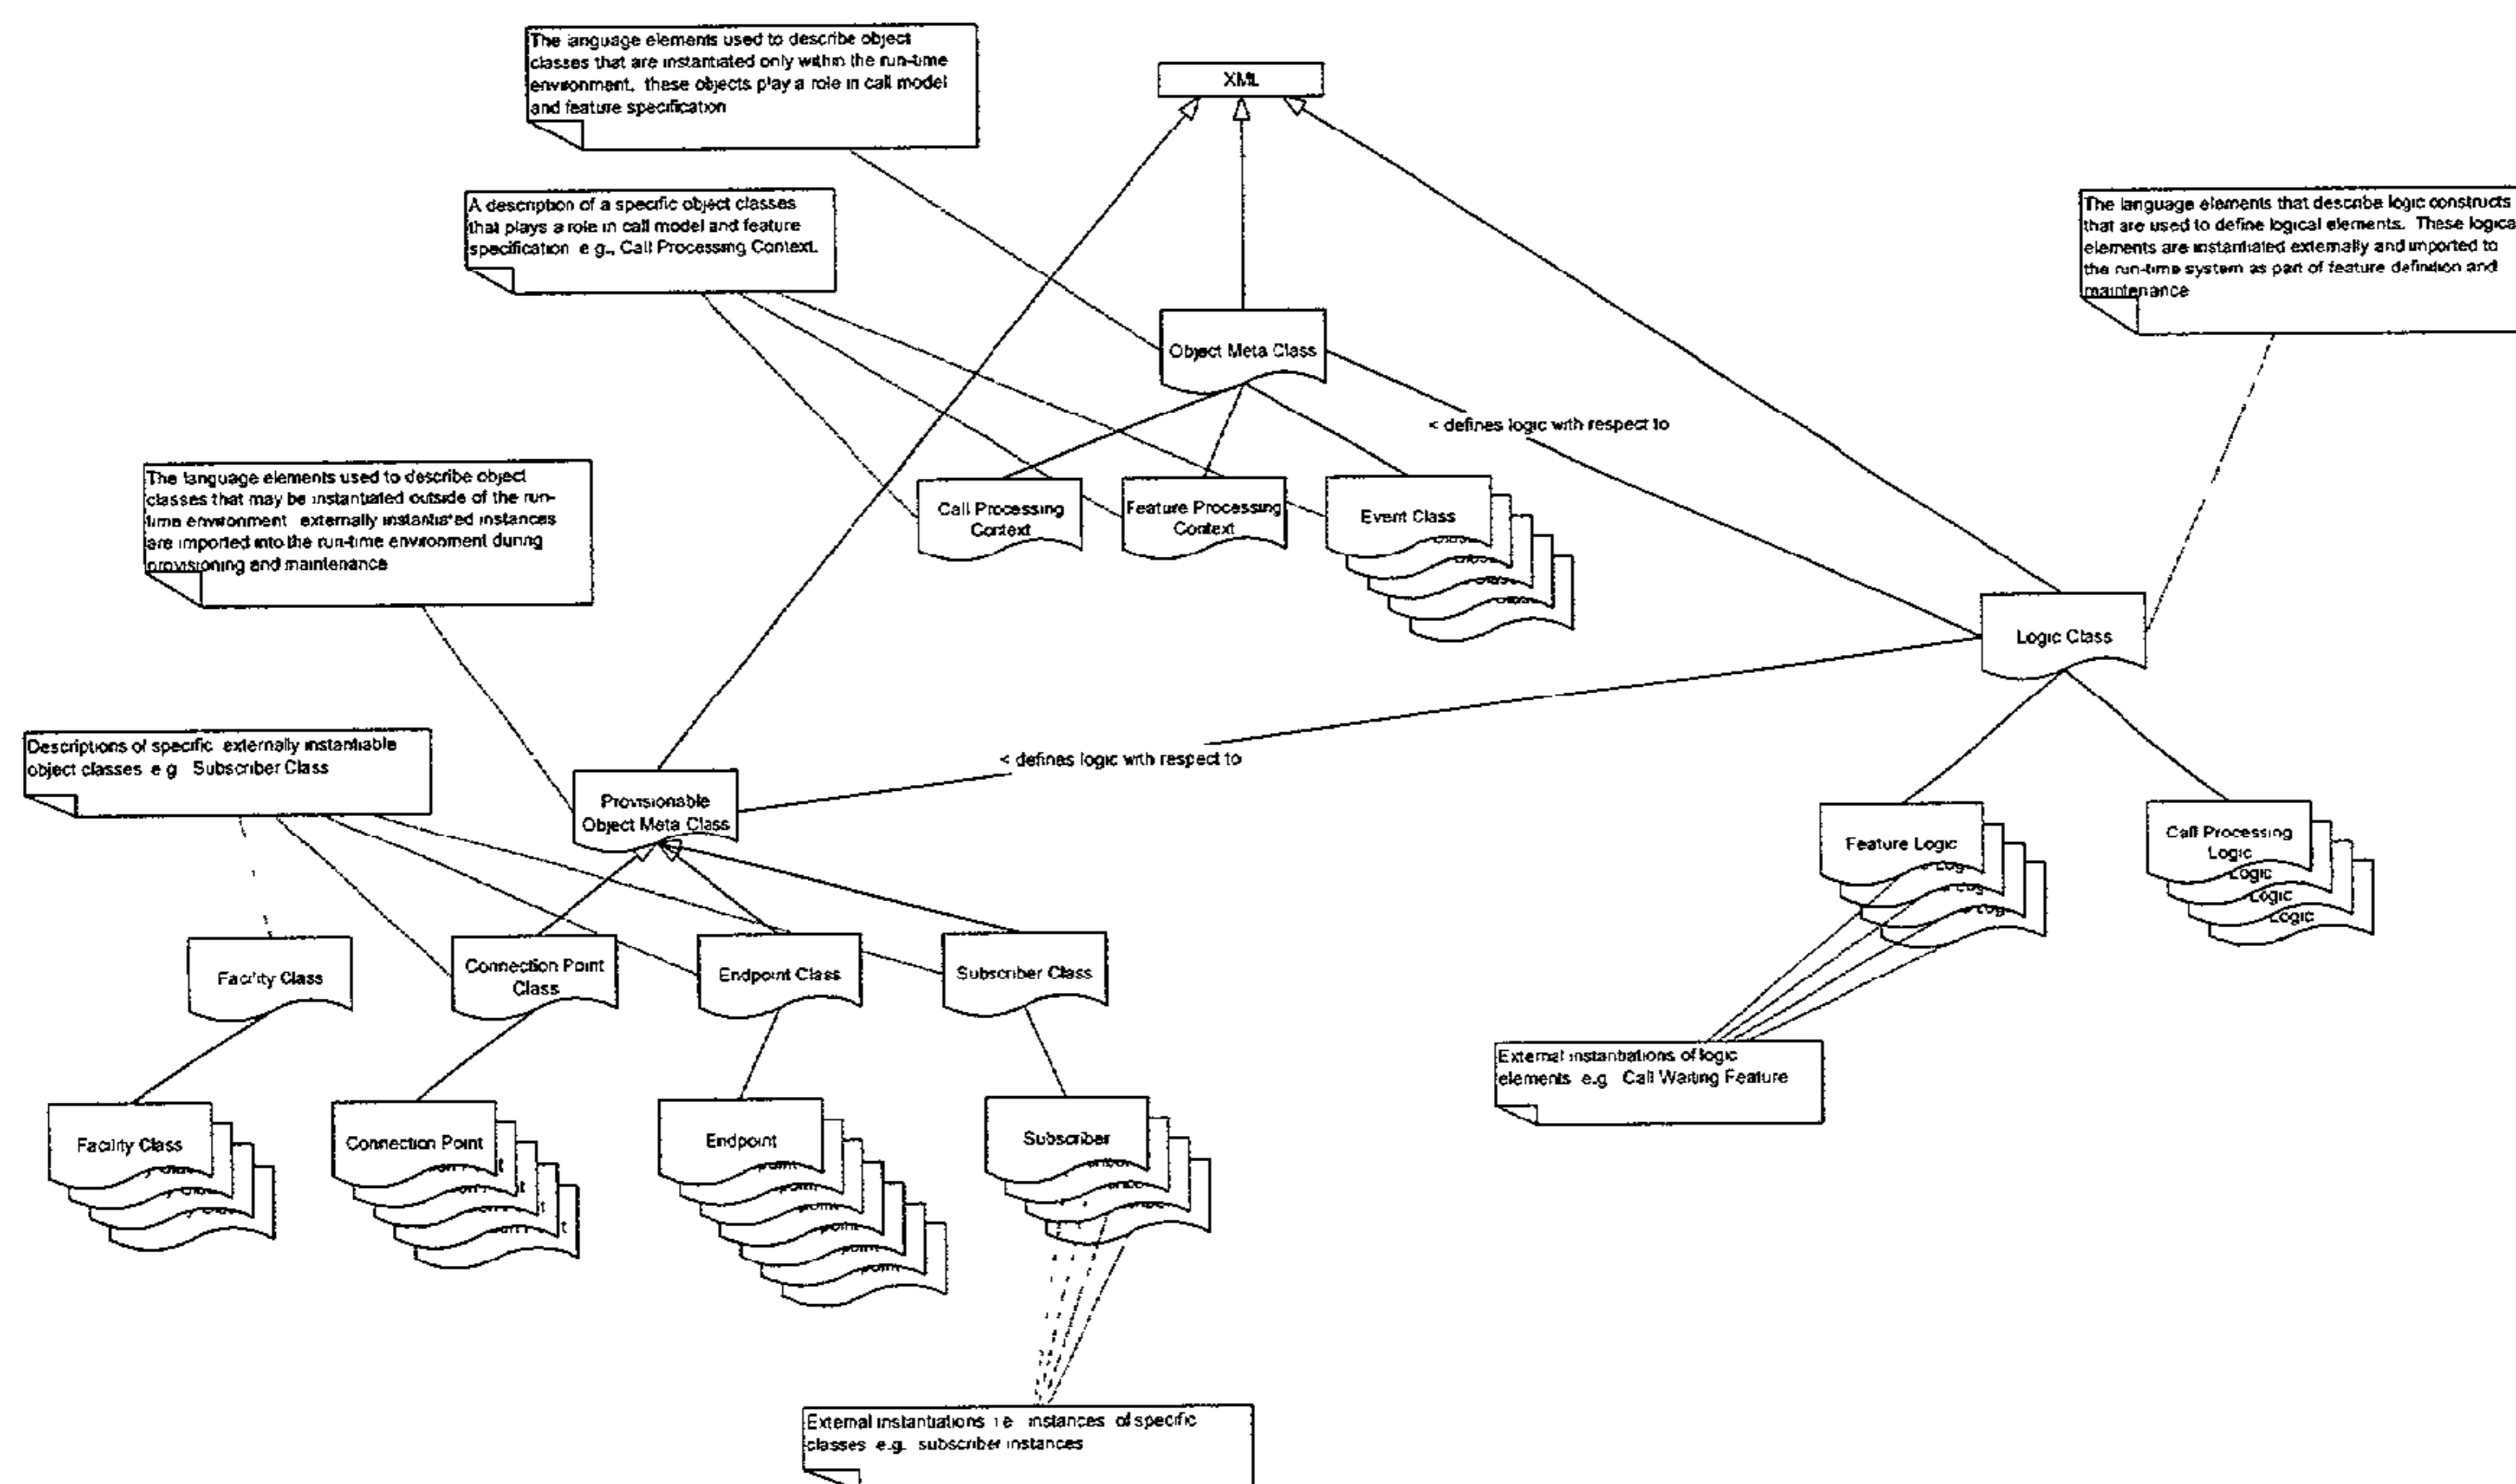 The language elements used to describe object
classes that are instantiated only within the run-time
environment, these objects play a role in call model
and feature specification
XML
A description of a specific object classes
that plays a role in call model and feature
specification e g., Call Processing Context.
The language elements that describe logic constructs
that are used to define logical elements. These logica
elements are instantiated externally and imported to
the run-time system as part of feature definition and
maintenance
Object Meta Class
< defines logic with respect to
The language elements used to describe object
classes that may be instantiated outside of the run-
time environment externally instantiated instances
are imported into the run-time environment during
provisioning and maintenance
Call Processing
Context
Feature Processing
Context
Event Class
Logic Class
Descriptions of specific externally instantiable
object classes e g Subscriber Class
< defines logic with respect to
Provisionable
Object Meta Class
Feature Logic
Call Processing
Logic
Logic
Logic
Logic
Facility Class
Connection Point
Class
Endpoint Class
Subscriber Class
External instantiations of logic
elements e.g Call Waiting Feature
Facility Class
Connection Point
Endpoint
point
point
point
point
point
point
Subscriber
External instantiations i e instances of specific
classes e.g. subscriber instances